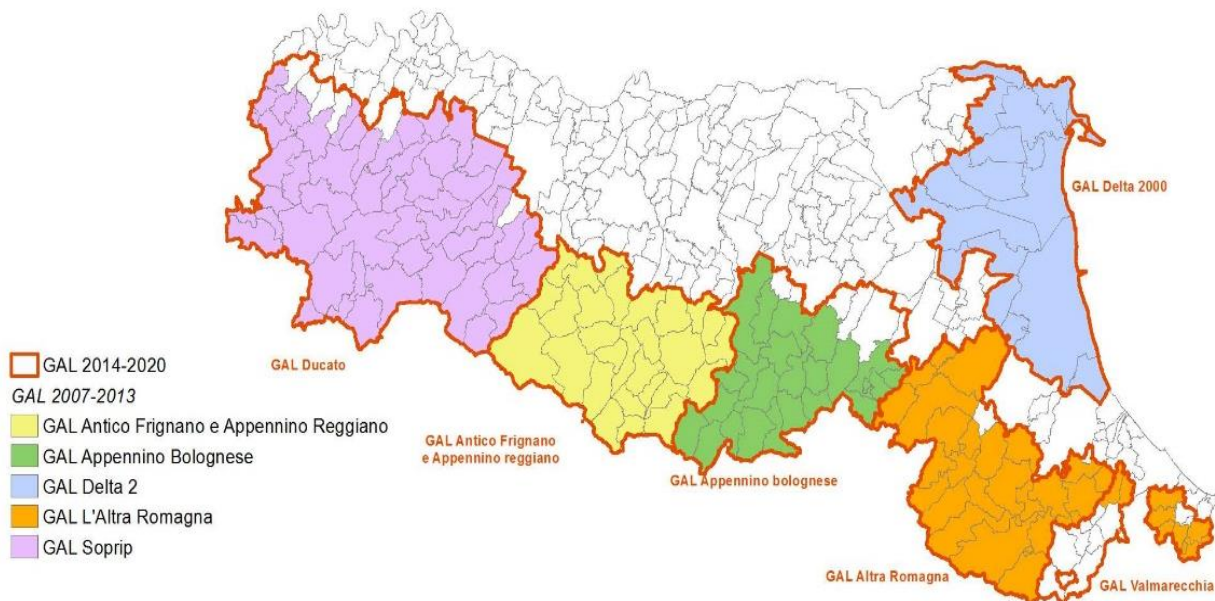 GAL Delta 2000
GAL Ducato
GAL 2014-2020
GAL 2007-2013
GAL Antico Frignano e Appennino Reggiano
GAL Appennino Bolognese
GAL Delta 2
GAL L'Altra Romagna
GAL Soprip
GAL Antico Frignano
e Appennino reggiano
GAL Appennino bolognese
GAL Altra Romagna
GAL Valmarecchia